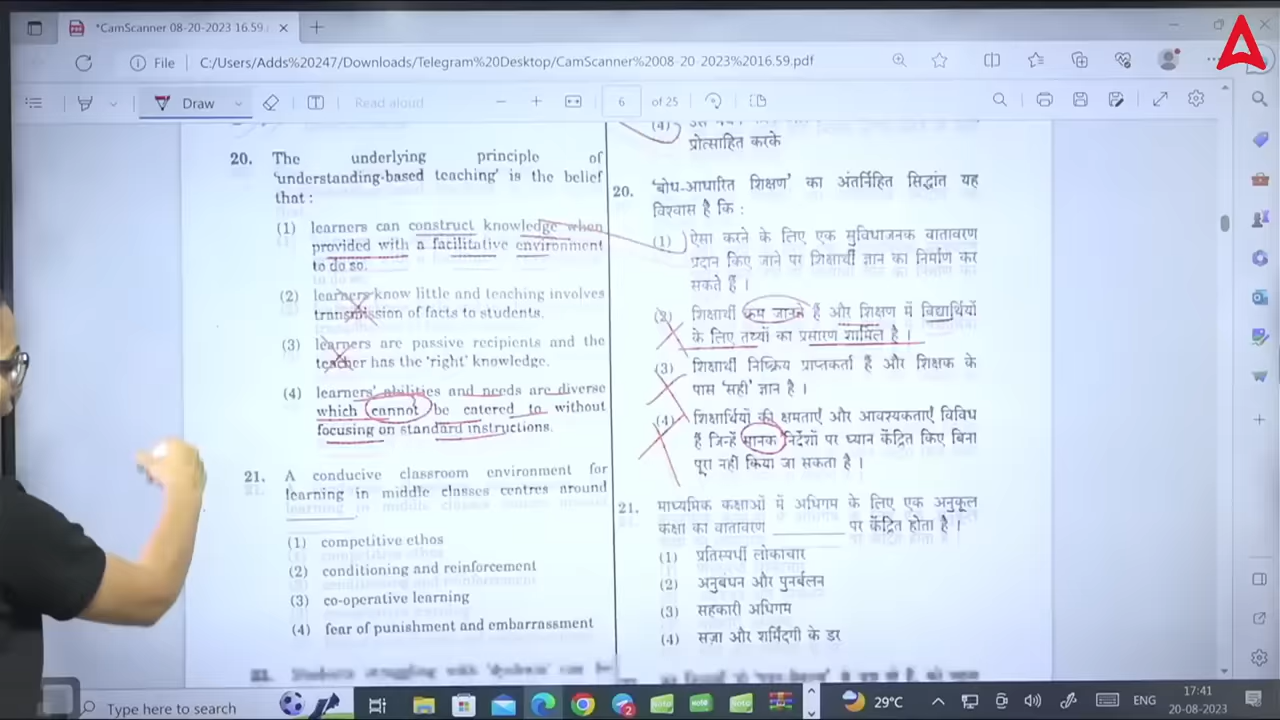 *CamScanner 08-20-2023 16.59.
File
C:/Users/Adds%20247/Downloads/Telegram%20Desktop/CamScanner%2008-20-2023%2016.59.pdf
Draw
Read aloud
6
of 25
20. The underlying principle of
'understanding-based teaching' is the belief
that :
(1) learners can construct knowledge when
provided with a facilitative environment
to do so.
(2) learners know little and teaching involves
transmission of facts to students.
(3) learners are passive recipients and the
teacher has the 'right' knowledge.
(4) learners' abilities and needs are diverse
which cannot be catered to without
focusing on standard instructions.
21. A conducive classroom environment for
learning in middle classes centres around
(1) competitive ethos
(2) conditioning and reinforcement
(3) co-operative learning
(4) fear of punishment and embarrassment
(4)
प्रोत्साहित करके
20. 'बोध-आधारित शिक्षण' का अंतर्निहित सिद्धांत यह
विश्वास है कि :
(1) ऐसा करने के लिए एक सुविधाजनक वातावरण
प्रदान किए जाने पर शिक्षार्थी ज्ञान का निर्माण कर
सकते हैं ।
(2) शिक्षार्थी कम जानते हैं और शिक्षण में विद्यार्थियों
के लिए तथ्यों का प्रसारण शामिल है ।
(3) शिक्षार्थी निष्क्रिय प्राप्तकर्ता हैं और शिक्षक के
पास 'सही' ज्ञान है ।
(4) शिक्षार्थियों की क्षमताएँ और आवश्यकताएँ विविध
हैं जिन्हें मानक निर्देशों पर ध्यान केंद्रित किए बिना
पूरा नहीं किया जा सकता है ।
21. माध्यमिक कक्षाओं में अधिगम के लिए एक अनुकूल
कक्षा का वातावरण ________ पर केंद्रित होता है ।
(1) प्रतिस्पर्धी लोकाचार
(2) अनुबंधन और पुनर्बलन
(3) सहकारी अधिगम
(4) सज़ा और शर्मिंदगी के डर
Type here to search
29°C
ENG
17:41
20-08-2023